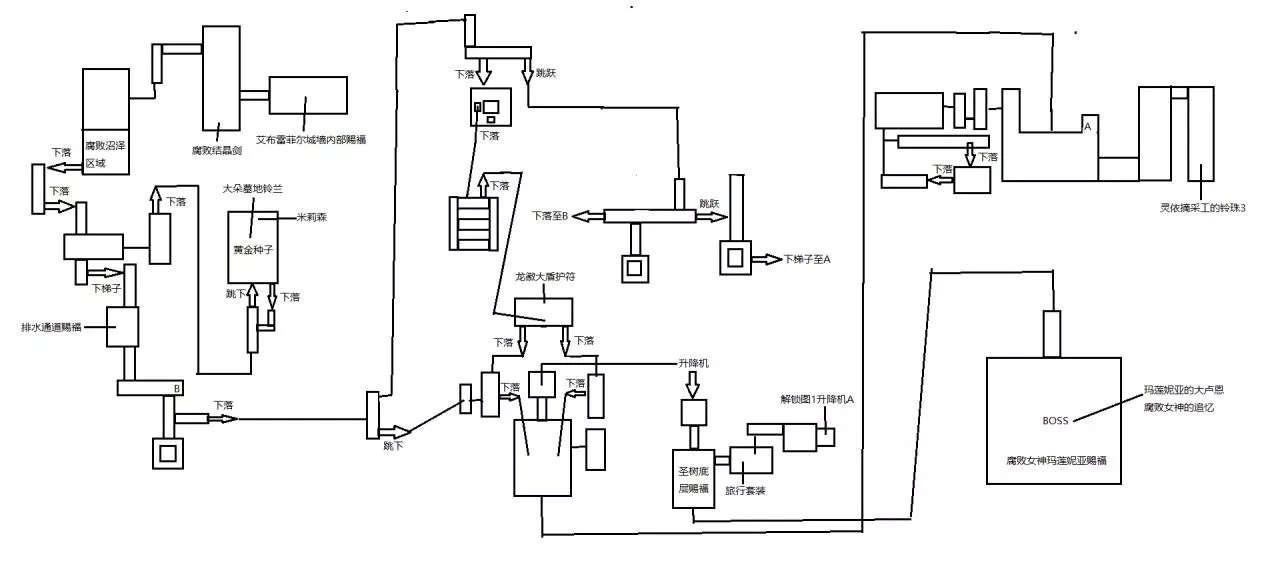 腐败沼泽
区域
下落
下落
下落
腐败结晶剑
艾布雷菲尔城墙内部赐福
大朵墓地铃兰
米莉森
黄金种子
跳下
下落
下梯子
排水通道赐福
B
下落
跳下
下落
跳跃
下落
下落
下落至B
跳跃
下梯子至A
龙徽大盾护符
下落
下落
下落
下落
升降机
圣树底
层赐福
旅行套装
解锁图1升降机A
A
下落
下落
灵依摘采工的铃珠3
BOSS
腐败女神玛莲妮亚赐福
玛莲妮亚的大卢恩
腐败女神的追忆